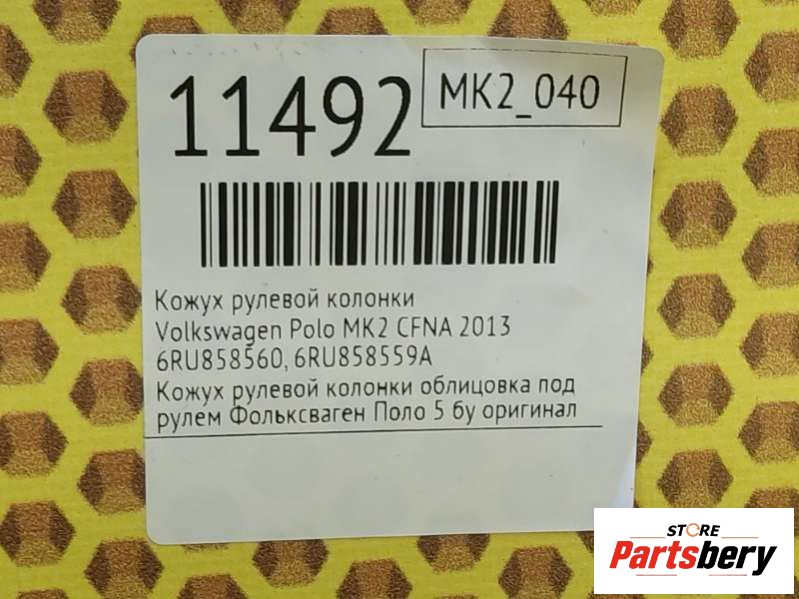 11492
MK2_040
Кожух рулевой колонки
Volkswagen Polo MK2 CFNA 2013
6RU858560, 6RU858559A
Кожух рулевой колонки облицовка под
рулем Фольксваген Поло 5 бу оригинал
STORE
Partsbery